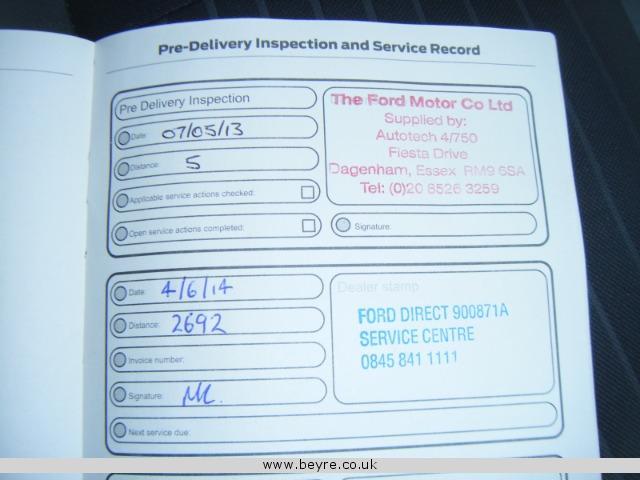 Pre-Delivery Inspection and Service Record
Pre Delivery Inspection
Date: 07/05/13
Distance: 5
Applicable service actions checked:
Open service actions completed:
The Ford Motor Co Ltd
Supplied by:
Autotech 4/750
Fiesta Drive
Dagenham, Essex RM9 6SA
Tel: (0)20 8526 3259
Signature:
Date: 4/6/14
Distance: 2692
Invoice number:
Signature:
Next service due:
Dealer stamp
FORD DIRECT 900871A
SERVICE CENTRE
0845 841 1111
www.beyre.co.uk